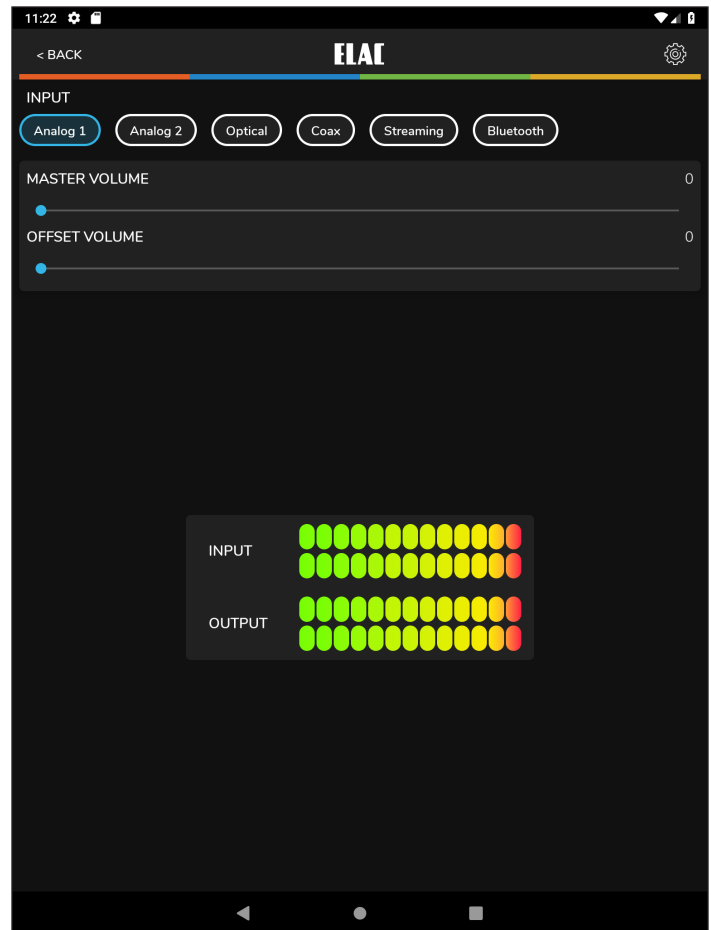 11:22
< BACK
ELAC
INPUT
Analog 1 Analog 2 Optical Coax Streaming Bluetooth
MASTER VOLUME 0
OFFSET VOLUME 0
INPUT
OUTPUT